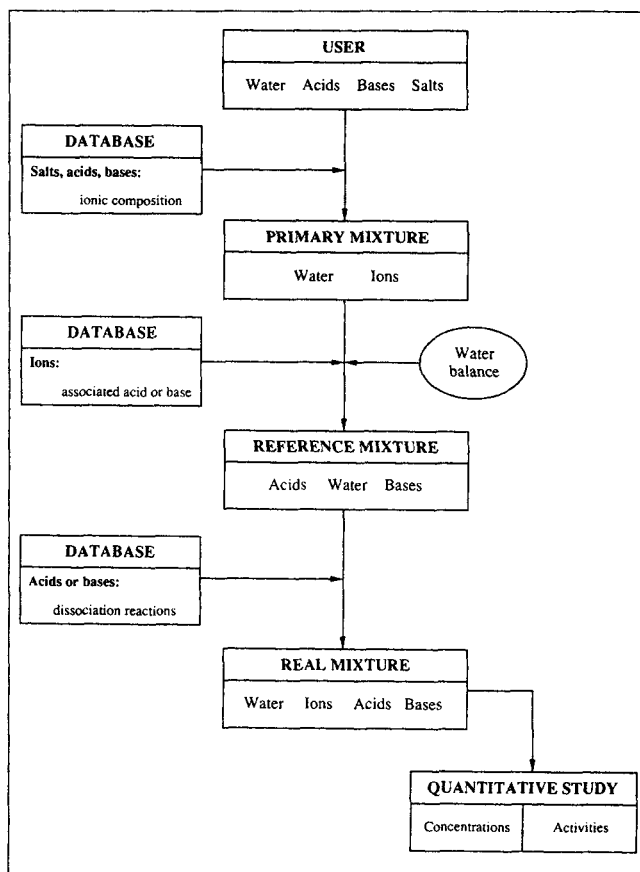 USER
Water Acids Bases Salts
DATABASE
Salts, acids, bases:
ionic composition
PRIMARY MIXTURE
Water Ions
DATABASE
Ions:
associated acid or base
Water
balance
REFERENCE MIXTURE
Acids Water Bases
DATABASE
Acids or bases:
dissociation reactions
REAL MIXTURE
Water Ions Acids Bases
QUANTITATIVE STUDY
Concentrations Activities